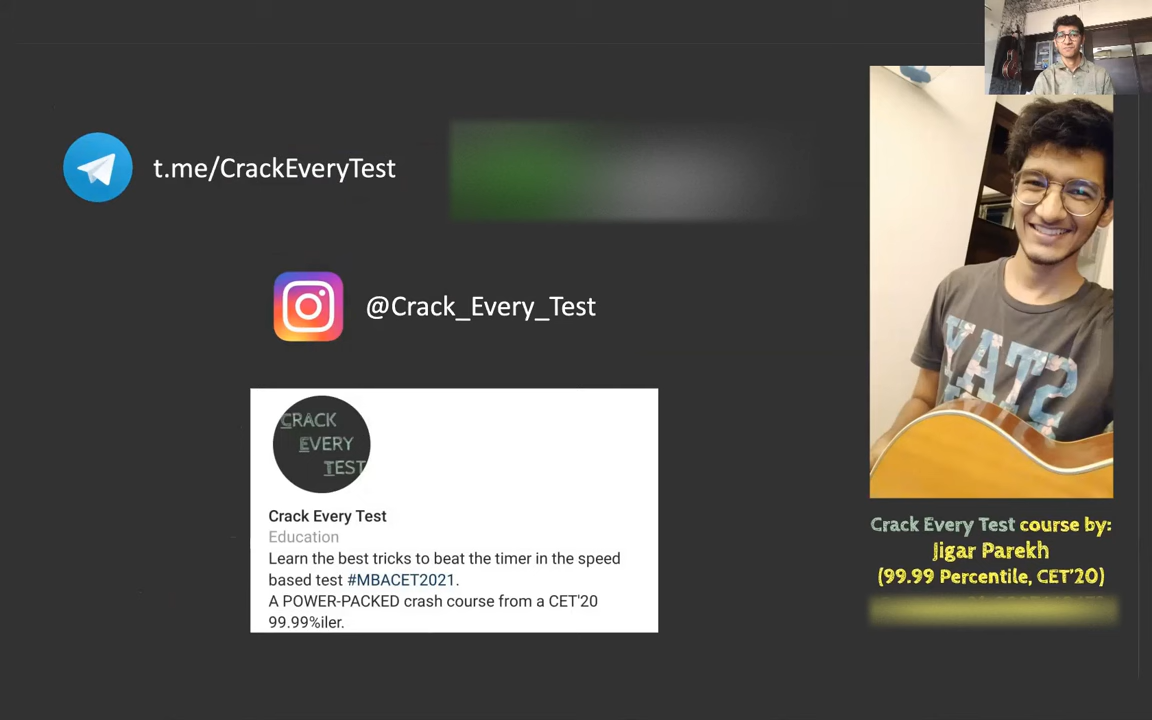 t.me/CrackEveryTest
@Crack_Every_Test
CRACK
EVERY
TEST
Crack Every Test
Education
Learn the best tricks to beat the timer in the speed
based test #MBACET2021.
A POWER-PACKED crash course from a CET'20
99.99%iler.
Crack Every Test course by:
Jigar Parekh
(99.99 Percentile, CET'20)